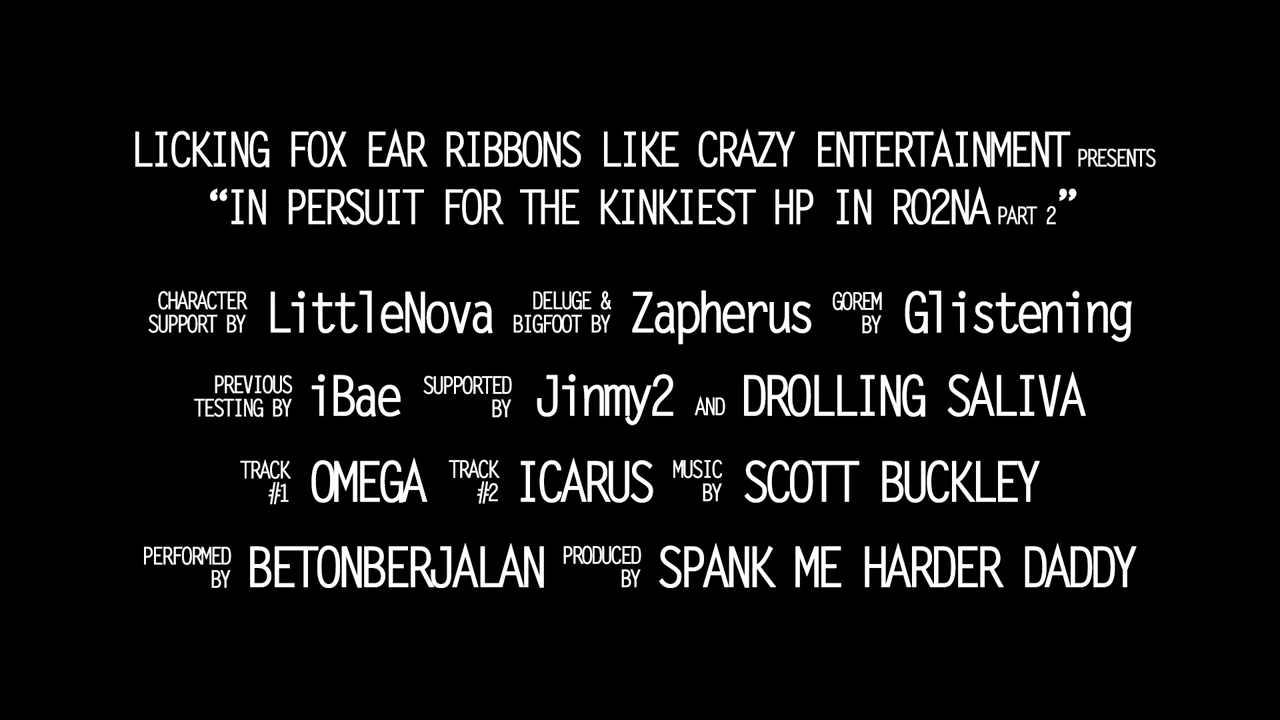 LICKING FOX EAR RIBBONS LIKE CRAZY ENTERTAINMENT PRESENTS
“IN PERSUIT FOR THE KINKIEST HP IN RO2NA PART 2”
CHARACTER SUPPORT BY LittleNova DELUGE & BIGFOOT BY Zapherus GOREM BY Glistening
PREVIOUS TESTING BY iBae SUPPORTED BY Jinmy2 AND DROLLING SALIVA
TRACK #1 OMEGA TRACK #2 ICARUS MUSIC BY SCOTT BUCKLEY
PERFORMED BY BETONBERJALAN PRODUCED BY SPANK ME HARDER DADDY